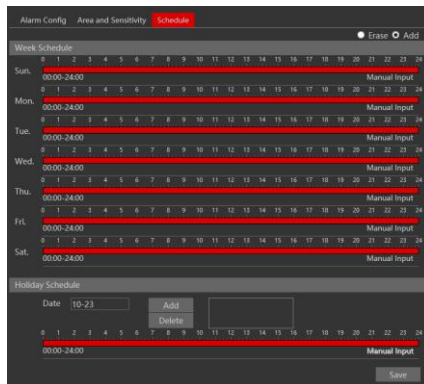 Alarm Config Area and Sensitivity Schedule
Erase Add
Week Schedule
0 1 2 3 4 5 6 7 8 9 10 11 12 13 14 15 16 17 18 19 20 21 22 23 24
Sun.
00:00-24:00 Manual Input
0 1 2 3 4 5 6 7 8 9 10 11 12 13 14 15 16 17 18 19 20 21 22 23 24
Mon.
00:00-24:00 Manual Input
0 1 2 3 4 5 6 7 8 9 10 11 12 13 14 15 16 17 18 19 20 21 22 23 24
Tue.
00:00-24:00 Manual Input
0 1 2 3 4 5 6 7 8 9 10 11 12 13 14 15 16 17 18 19 20 21 22 23 24
Wed.
00:00-24:00 Manual Input
0 1 2 3 4 5 6 7 8 9 10 11 12 13 14 15 16 17 18 19 20 21 22 23 24
Thu.
00:00-24:00 Manual Input
0 1 2 3 4 5 6 7 8 9 10 11 12 13 14 15 16 17 18 19 20 21 22 23 24
Fri.
00:00-24:00 Manual Input
0 1 2 3 4 5 6 7 8 9 10 11 12 13 14 15 16 17 18 19 20 21 22 23 24
Sat.
00:00-24:00 Manual Input
Holiday Schedule
Date 10-23 Add
Delete
0 1 2 3 4 5 6 7 8 9 10 11 12 13 14 15 16 17 18 19 20 21 22 23 24
00:00-24:00 Manual Input
Save